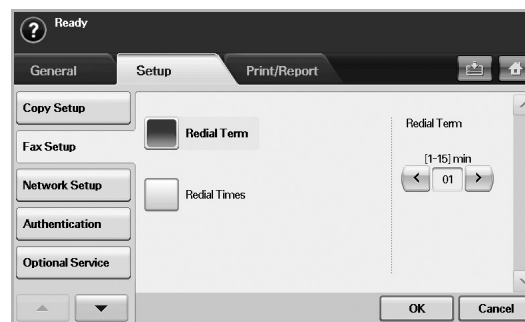 ? Ready
General Setup Print/Report
Copy Setup
Fax Setup
Network Setup
Authentication
Optional Service
Redial Term
Redial Times
Redial Term
[1-15] min
< 01 >
OK Cancel